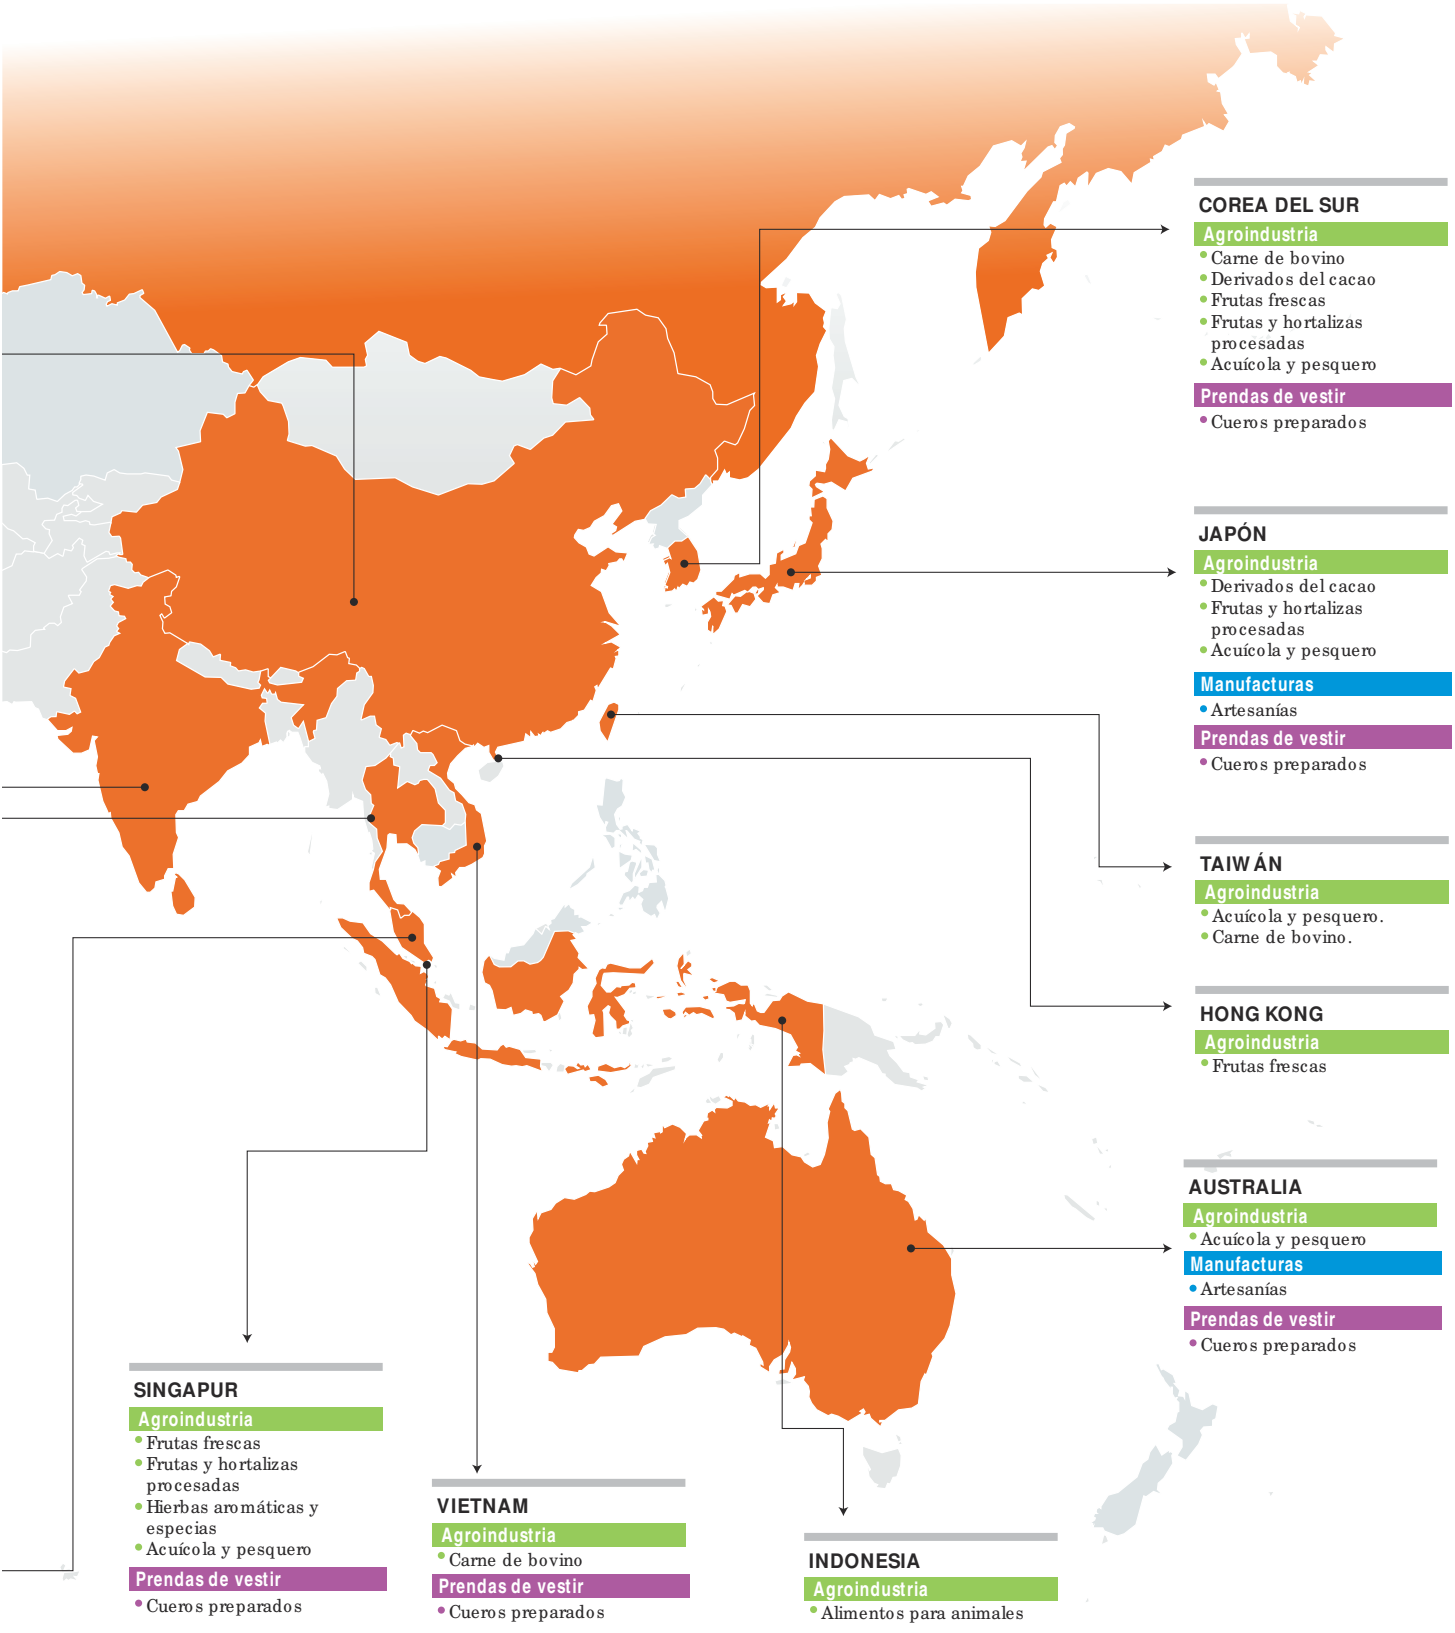 COREA DEL SUR
Agroindustria
• Carne de bovino
• Derivados del cacao
• Frutas frescas
• Frutas y hortalizas
procesadas
• Acuícola y pesquero
Prendas de vestir
• Cueros preparados
JAPÓN
Agroindustria
• Derivados del cacao
• Frutas y hortalizas
procesadas
• Acuícola y pesquero
Manufacturas
• Artesanías
Prendas de vestir
• Cueros preparados
TAIWÁN
Agroindustria
• Acuícola y pesquero.
• Carne de bovino.
HONG KONG
Agroindustria
• Frutas frescas
AUSTRALIA
Agroindustria
• Acuícola y pesquero
Manufacturas
• Artesanías
Prendas de vestir
• Cueros preparados
SINGAPUR
Agroindustria
• Frutas frescas
• Frutas y hortalizas
procesadas
• Hierbas aromáticas y
especias
• Acuícola y pesquero
Prendas de vestir
• Cueros preparados
VIETNAM
Agroindustria
• Carne de bovino
Prendas de vestir
• Cueros preparados
INDONESIA
Agroindustria
• Alimentos para animales